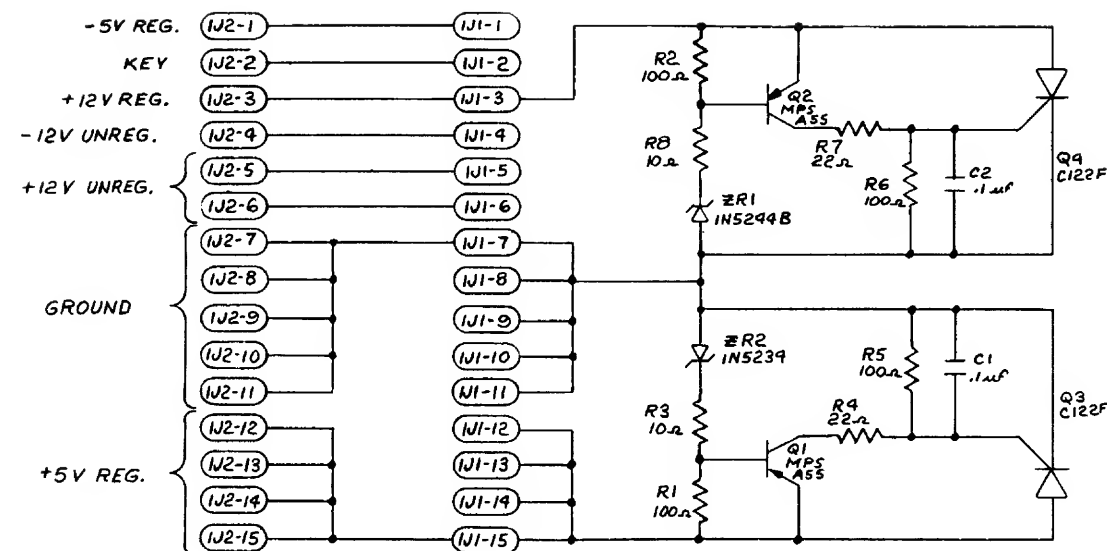 -5V REG. 1J2-1 1J1-1
KEY 1J2-2 1J1-2
+12V REG. 1J2-3 1J1-3
-12V UNREG. 1J2-4 1J1-4
+12V UNREG.
1J2-5 1J1-5
1J2-6 1J1-6
GROUND
1J2-7 1J1-7
1J2-8 1J1-8
1J2-9 1J1-9
1J2-10 1J1-10
1J2-11 1J1-11
+5V REG.
1J2-12 1J1-12
1J2-13 1J1-13
1J2-14 1J1-14
1J2-15 1J1-15
R2
100Ω
Q2
MPS
A55
R8
10Ω
R7
22Ω
R6
100Ω
C2
.1uf
Q4
C122F
ZR1
1N5244B
ZR2
1N5234
R5
100Ω
C1
.1uf
Q3
C122F
R3
10Ω
R4
22Ω
Q1
MPS
A55
R1
100Ω